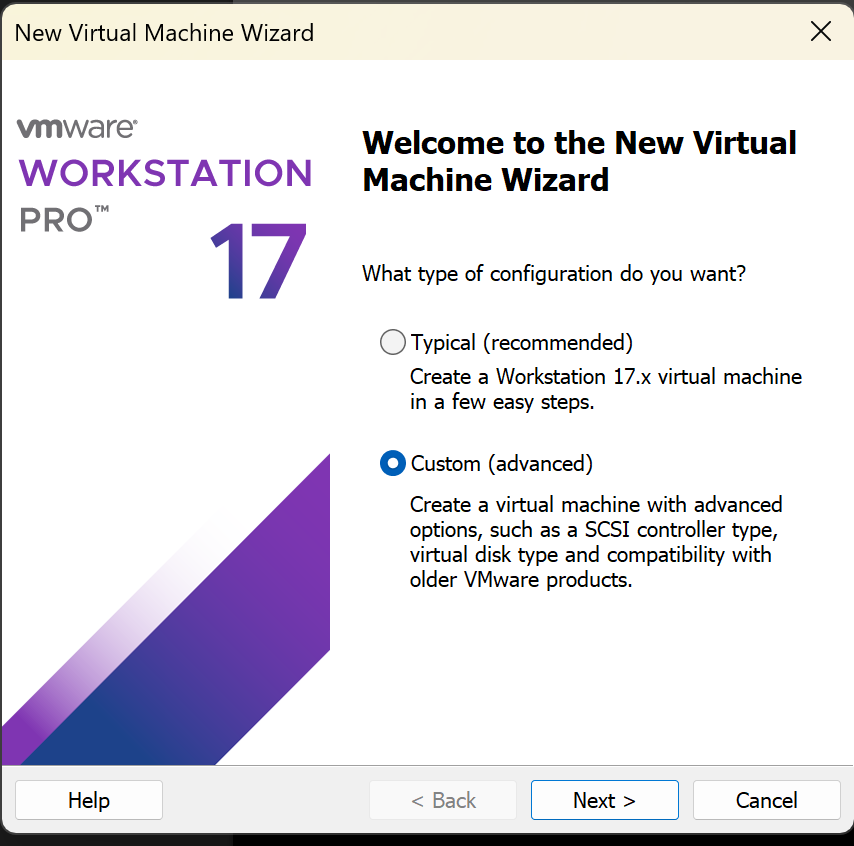 New Virtual Machine Wizard
vmware®
WORKSTATION
PRO™
17
Welcome to the New Virtual
Machine Wizard
What type of configuration do you want?
Typical (recommended)
Create a Workstation 17.x virtual machine
in a few easy steps.
Custom (advanced)
Create a virtual machine with advanced
options, such as a SCSI controller type,
virtual disk type and compatibility with
older VMware products.
Help
< Back
Next >
Cancel